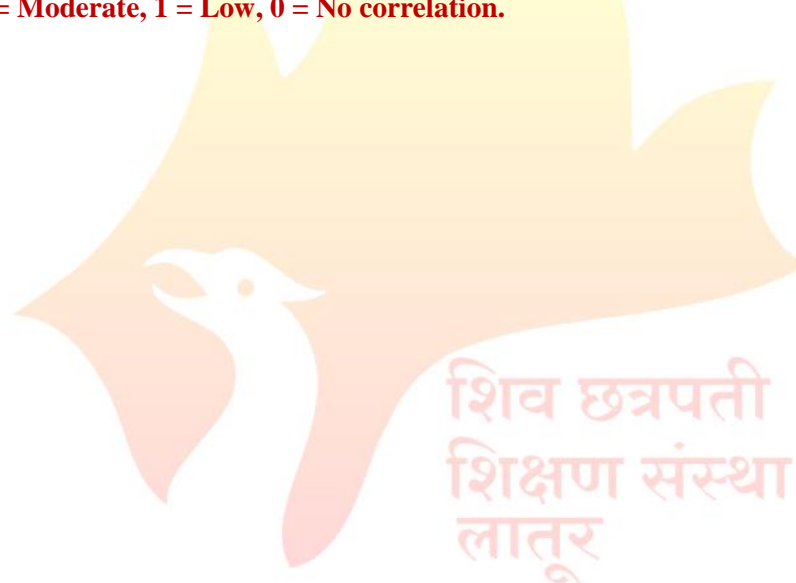 = Moderate, 1 = Low, 0 = No correlation.
शिव छत्रपती
शिक्षण संस्था
लातूर